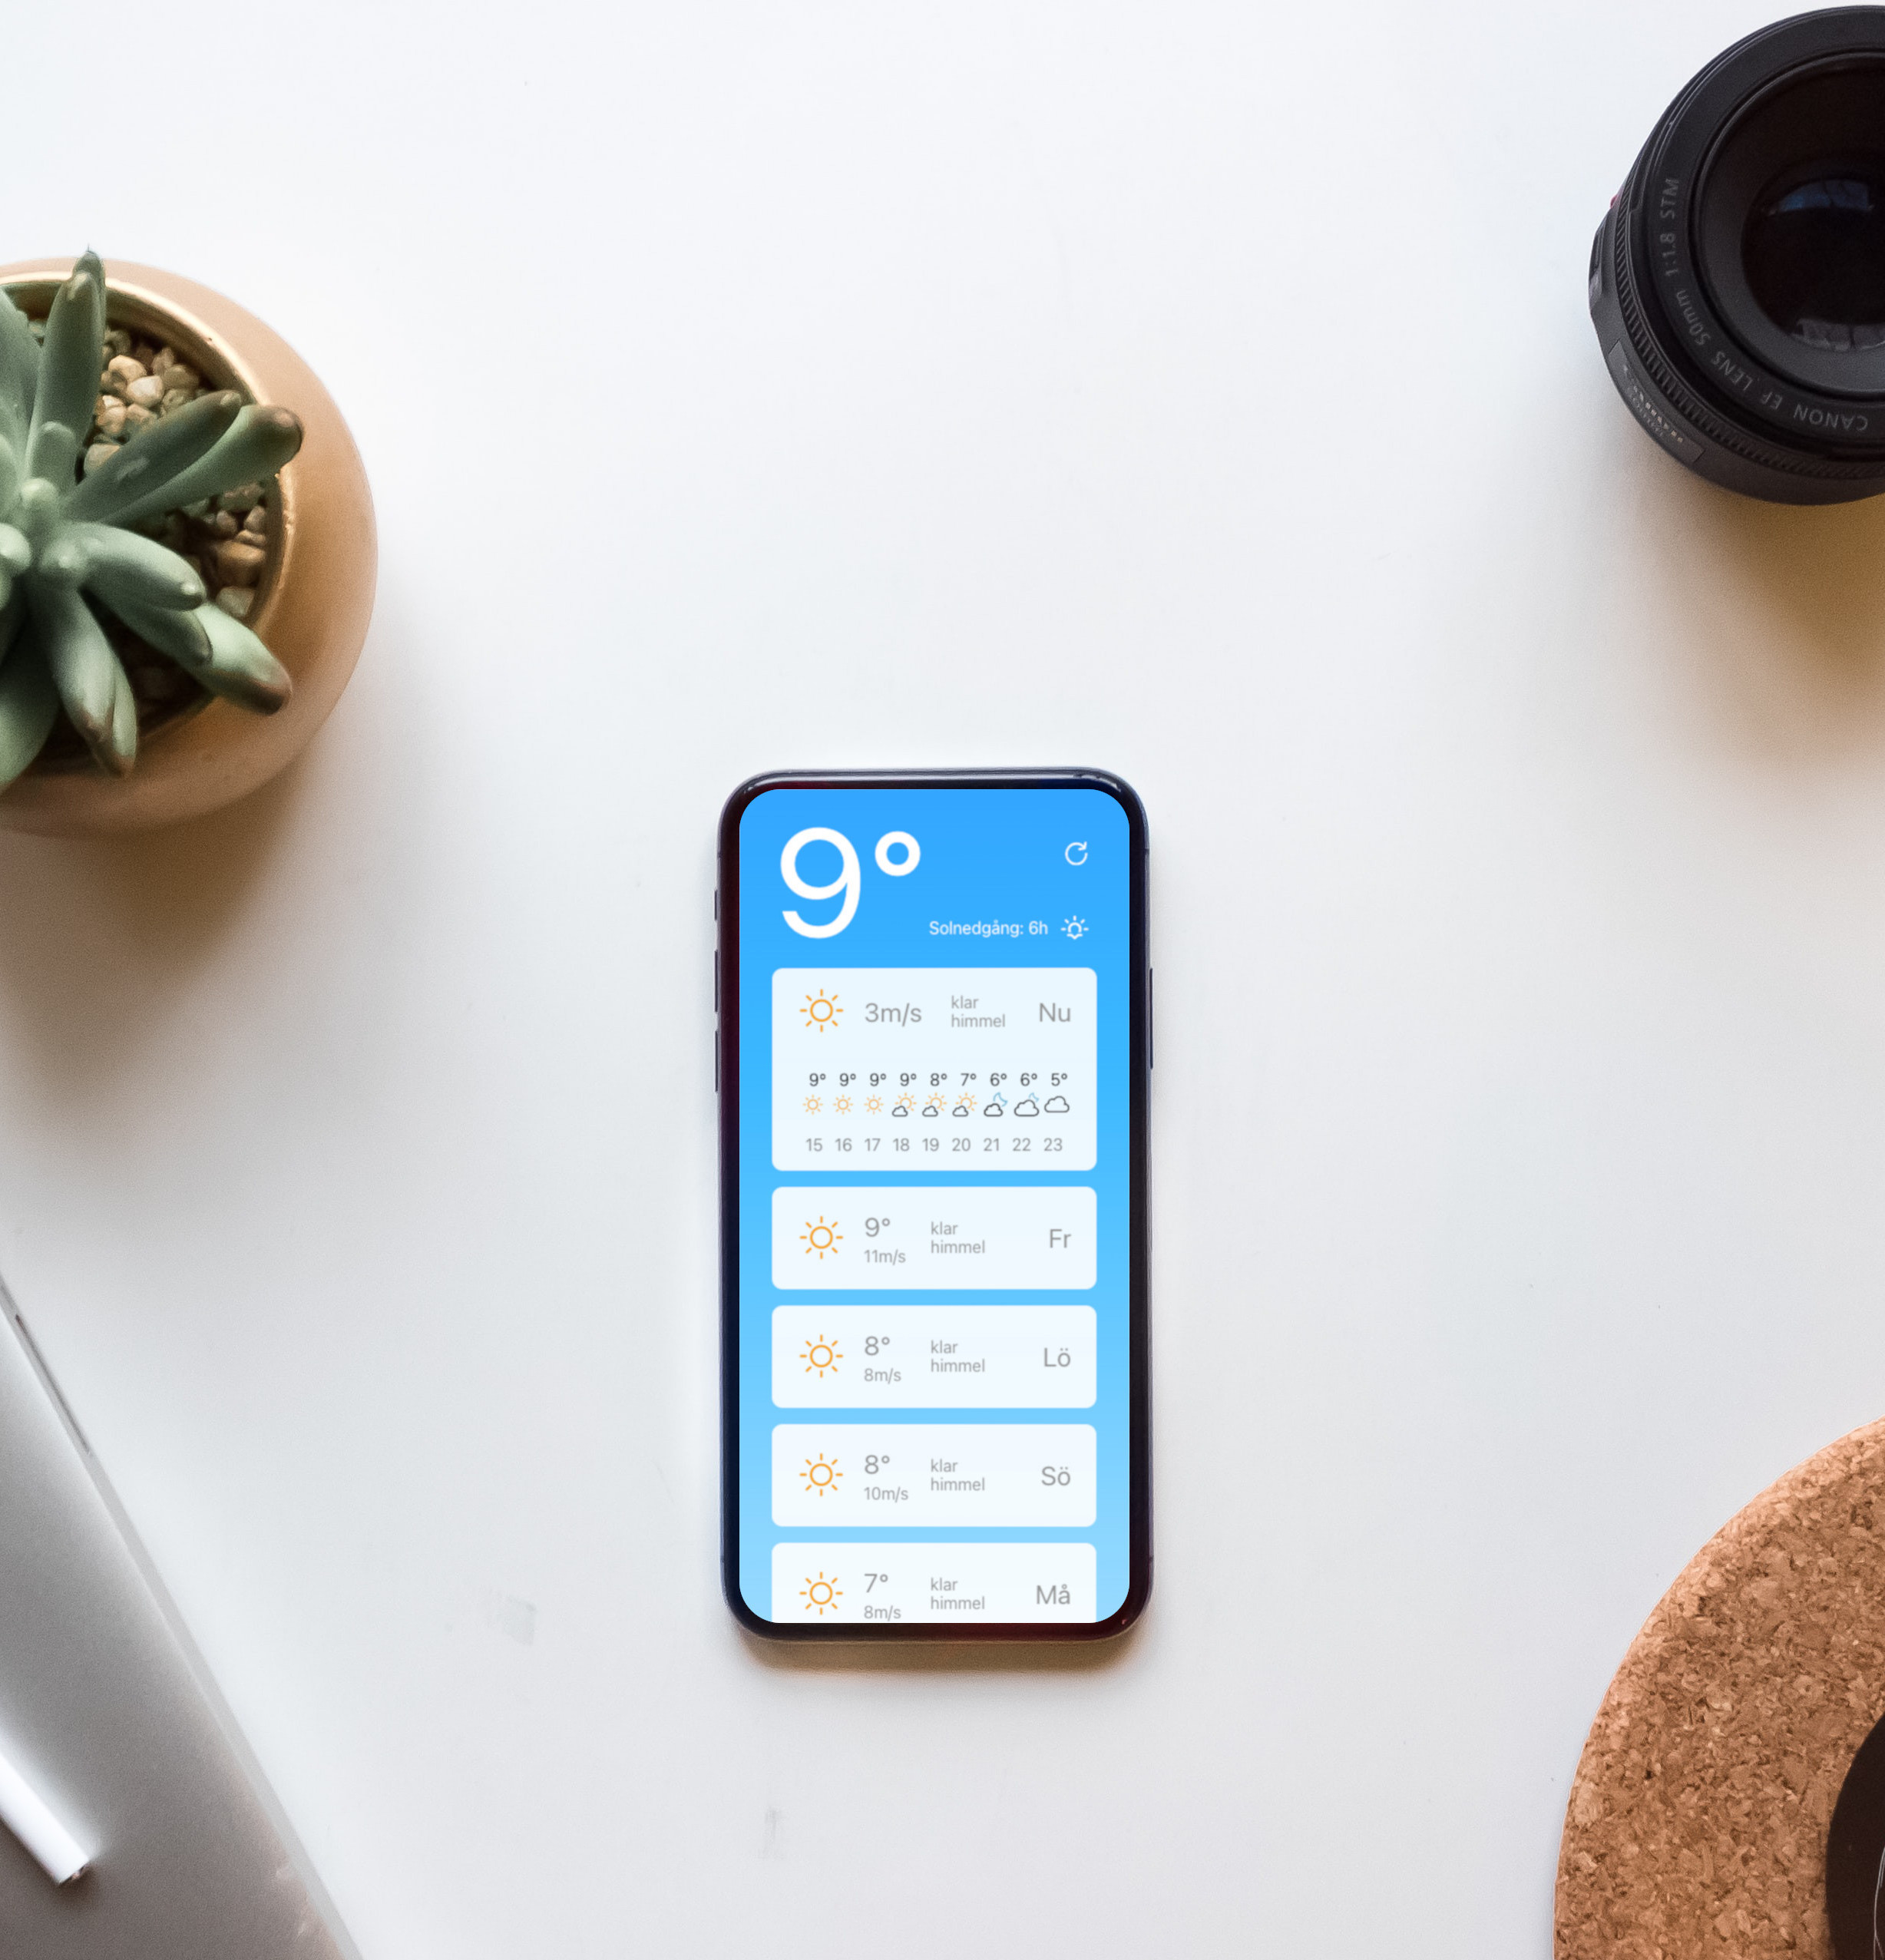 CANON EF LENS 50mm 1:1.8 STM
9°
Solnedgång: 6h
3m/s klar himmel Nu
9° 9° 9° 9° 8° 7° 6° 6° 5°
15 16 17 18 19 20 21 22 23
9° klar himmel Fr
11m/s
8° klar himmel Lö
8m/s
8° klar himmel Sö
10m/s
7° klar himmel Må
8m/s